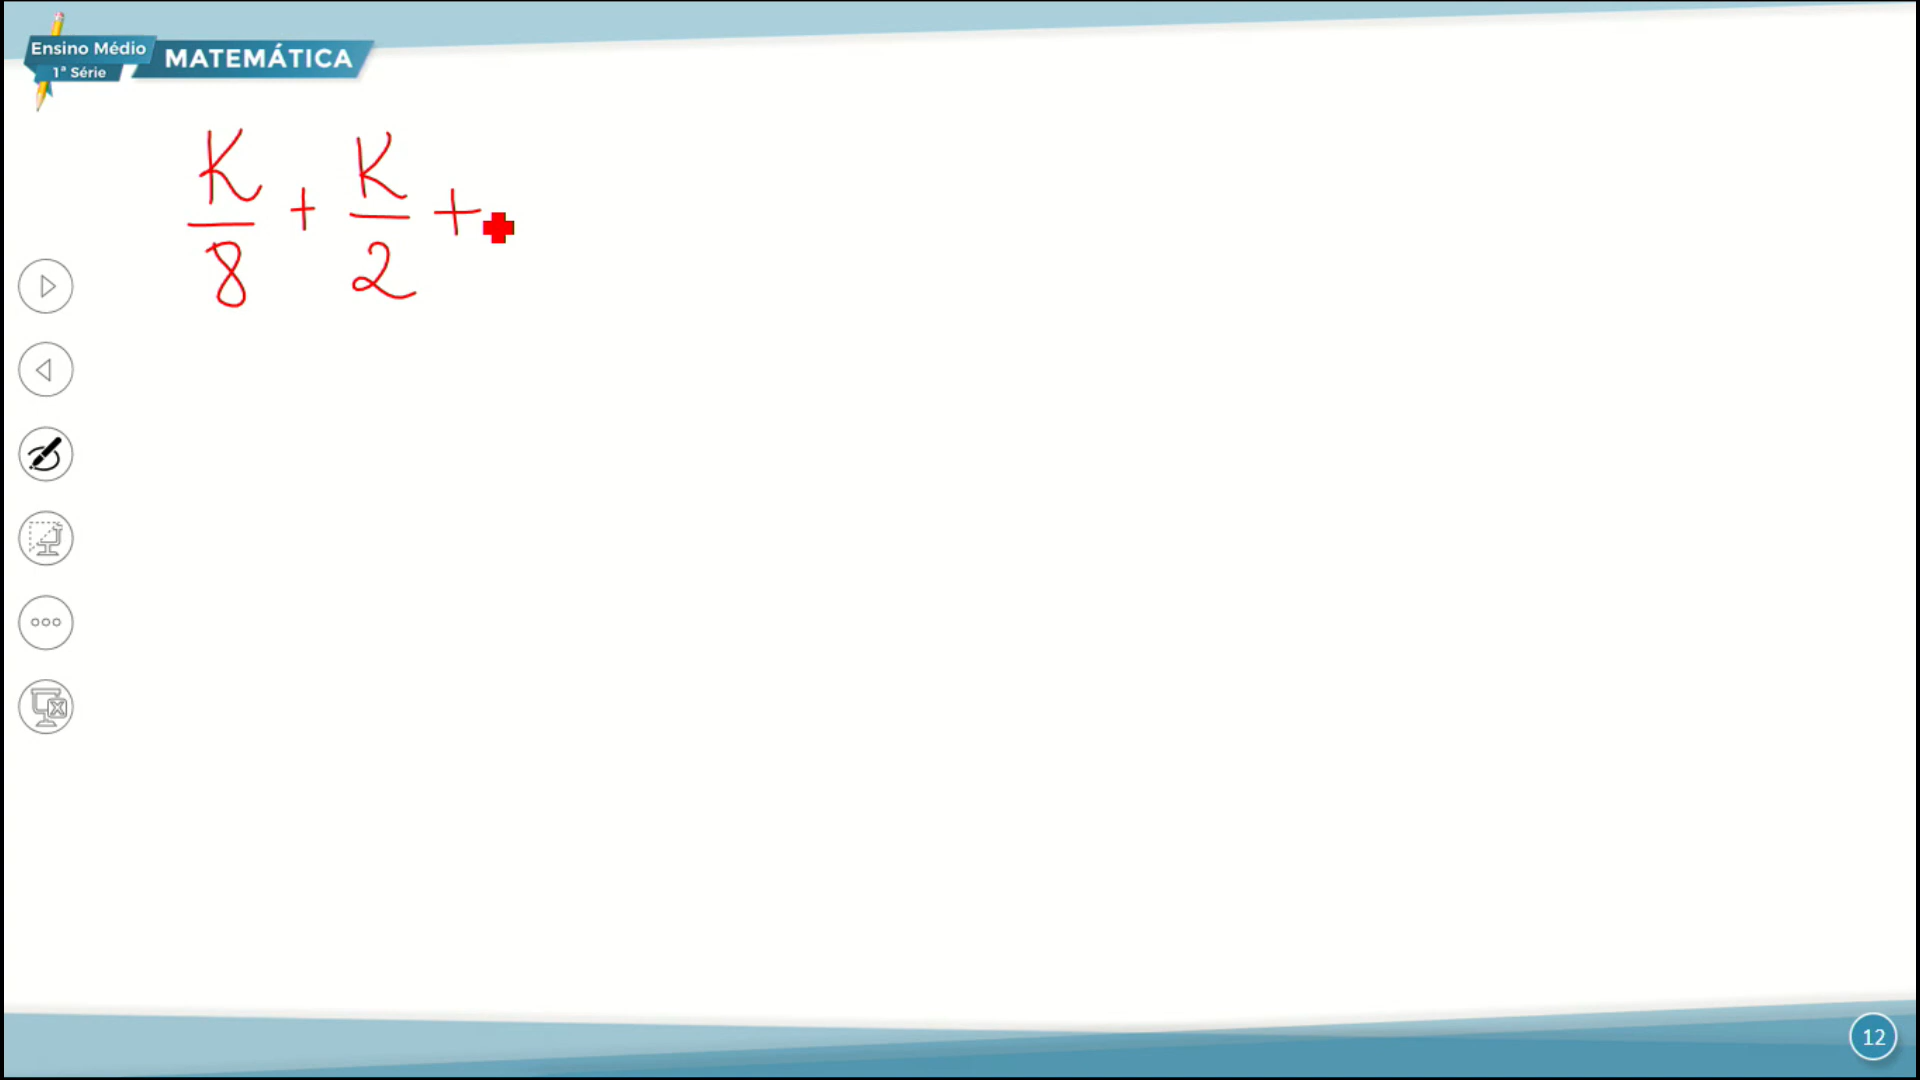 Ensino Médio
1ª Série
MATEMÁTICA
K/8 + K/2 +
12